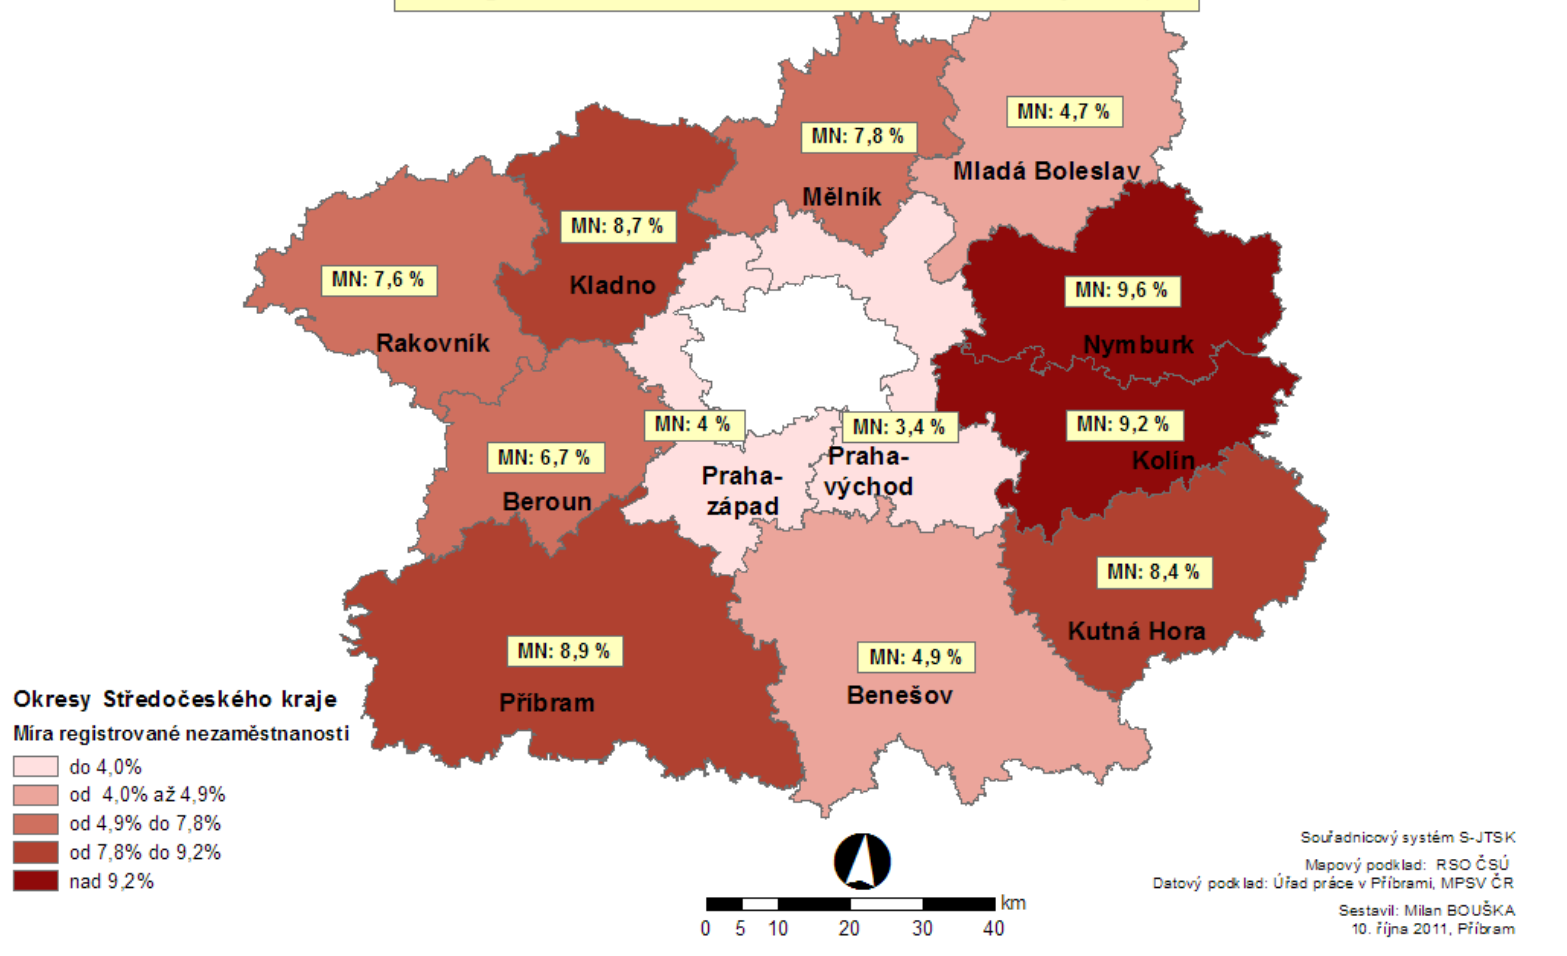 MN: 4,7 %
MN: 7,8 %
Mladá Boleslav
Mělník
MN: 8,7 %
MN: 7,6 %
Kladno
MN: 9,6 %
Rakovník
Nymburk
MN: 4 %
MN: 3,4 %
MN: 9,2 %
MN: 6,7 %
Praha-
východ
Kolín
Praha-
západ
Beroun
MN: 8,4 %
Kutná Hora
MN: 8,9 %
MN: 4,9 %
Příbram
Benešov
Okresy Středočeského kraje
Míra registrované nezaměstnanosti
do 4,0%
od 4,0% až 4,9%
od 4,9% do 7,8%
od 7,8% do 9,2%
nad 9,2%
km
0 5 10 20 30 40
Souřadnicový systém S-JTSK
Mapový podklad: RSO ČSÚ
Datový podklad: Úřad práce v Příbrami, MPSV ČR
Sestavil: Milan BOUŠKA
10. října 2011, Příbram